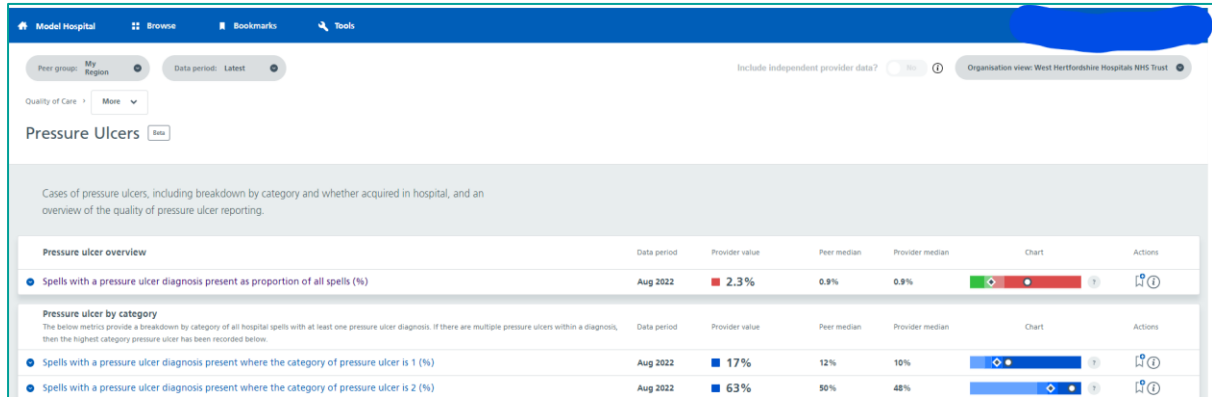 Model Hospital Browse Bookmarks Tools
Peer group: My Region Data period: Latest Include independent provider data? No Organisation view: West Hertfordshire Hospitals NHS Trust
Quality of Care More
Pressure Ulcers Beta
Cases of pressure ulcers, including breakdown by category and whether acquired in hospital, and an
overview of the quality of pressure ulcer reporting.
Pressure ulcer overview Data period Provider value Peer median Provider median Chart Actions
Spells with a pressure ulcer diagnosis present as proportion of all spells (%) Aug 2022 2.3% 0.9% 0.9% ?
Pressure ulcer by category
The below metrics provide a breakdown by category of all hospital spells with at least one pressure ulcer diagnosis. If there are multiple pressure ulcers within a diagnosis, Data period Provider value Peer median Provider median Chart Actions
then the highest category pressure ulcer has been recorded below.
Spells with a pressure ulcer diagnosis present where the category of pressure ulcer is 1 (%) Aug 2022 17% 12% 10% ?
Spells with a pressure ulcer diagnosis present where the category of pressure ulcer is 2 (%) Aug 2022 63% 50% 48% ?